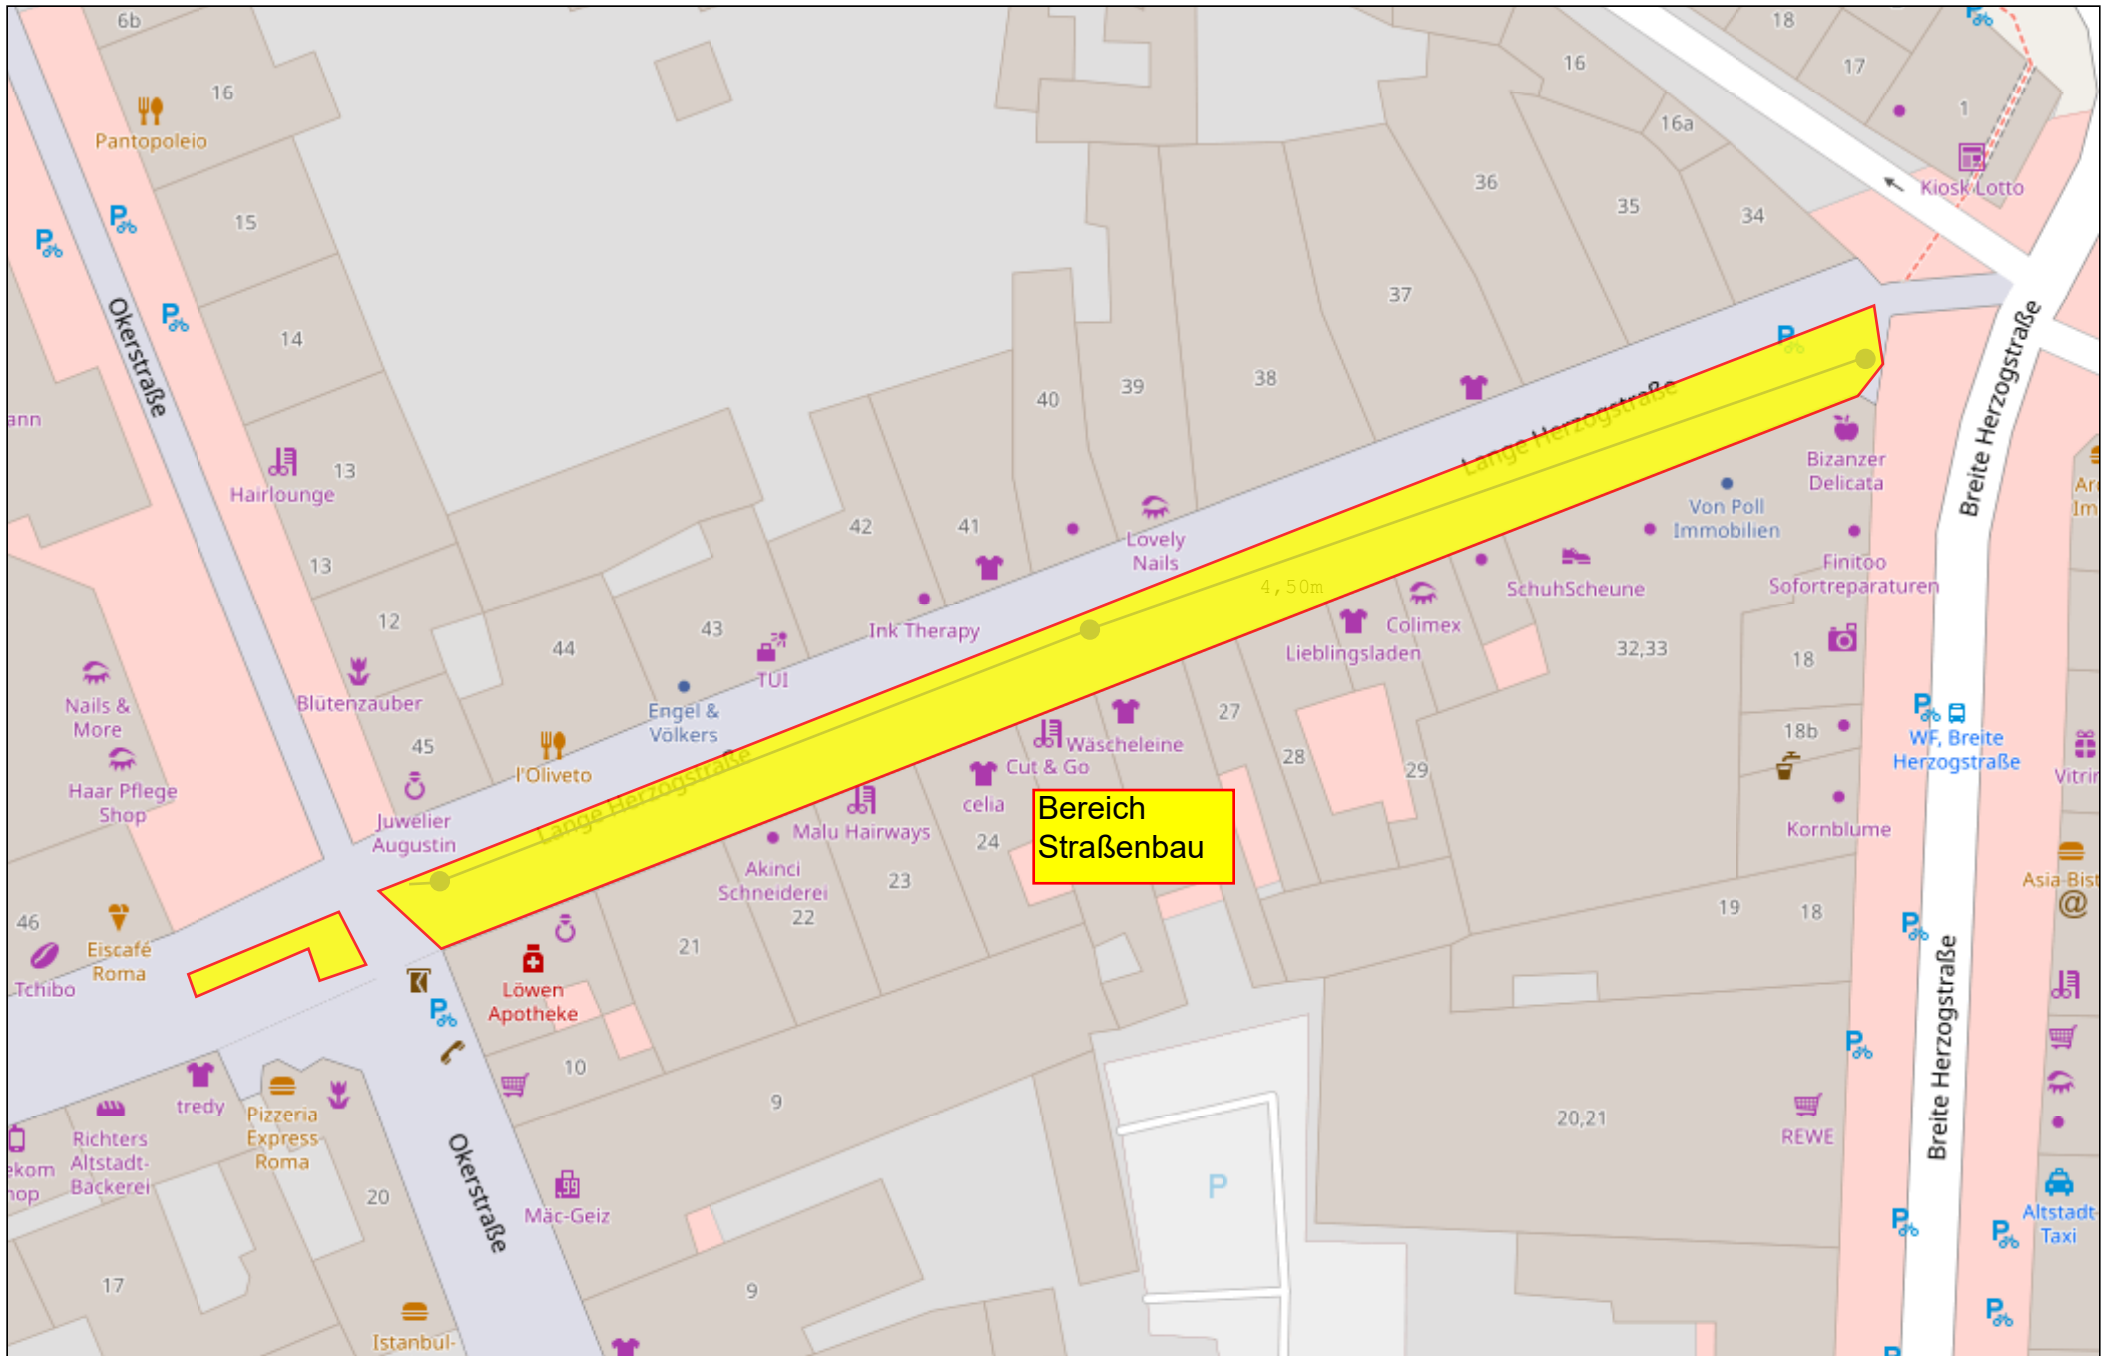 6b
16
Pantopoleio
15
14
Okerstraße
ann
Hairlounge
13
13
12
Blütenzauber
45
Nails &
More
Haar Pflege
Shop
Juwelier
Augustin
46
Eiscafé
Roma
Tchibo
44
l'Oliveto
43
TUI
Engel &
Völkers
42
41
40
39
38
37
36
35
34
16
16a
18
17
1
Kiosk Lotto
Ink Therapy
Lovely
Nails
Lange Herzogstraße
Lange Herzogstraße
4,50m
Breite Herzogstraße
Bizanzer
Delicata
Von Poll
Immobilien
Finitoo
Sofortreparaturen
SchuhScheune
Colimex
Lieblingsladen
32,33
18
18b
27
28
29
Wäscheleine
Cut & Go
celia
24
Malu Hairways
Akinci
Schneiderei
23
22
21
Bereich
Straßenbau
WF, Breite
Herzogstraße
Kornblume
19
18
Löwen
Apotheke
10
9
9
tredy
Richters
Altstadt-
Bäckerei
ekom
hop
Pizzeria
Express
Roma
20
17
Okerstraße
Mäc-Geiz
Istanbul-
P
20,21
REWE
Breite Herzogstraße
Arc
Im
Vitrin
Asia-Bist
@
Altstadt-
Taxi